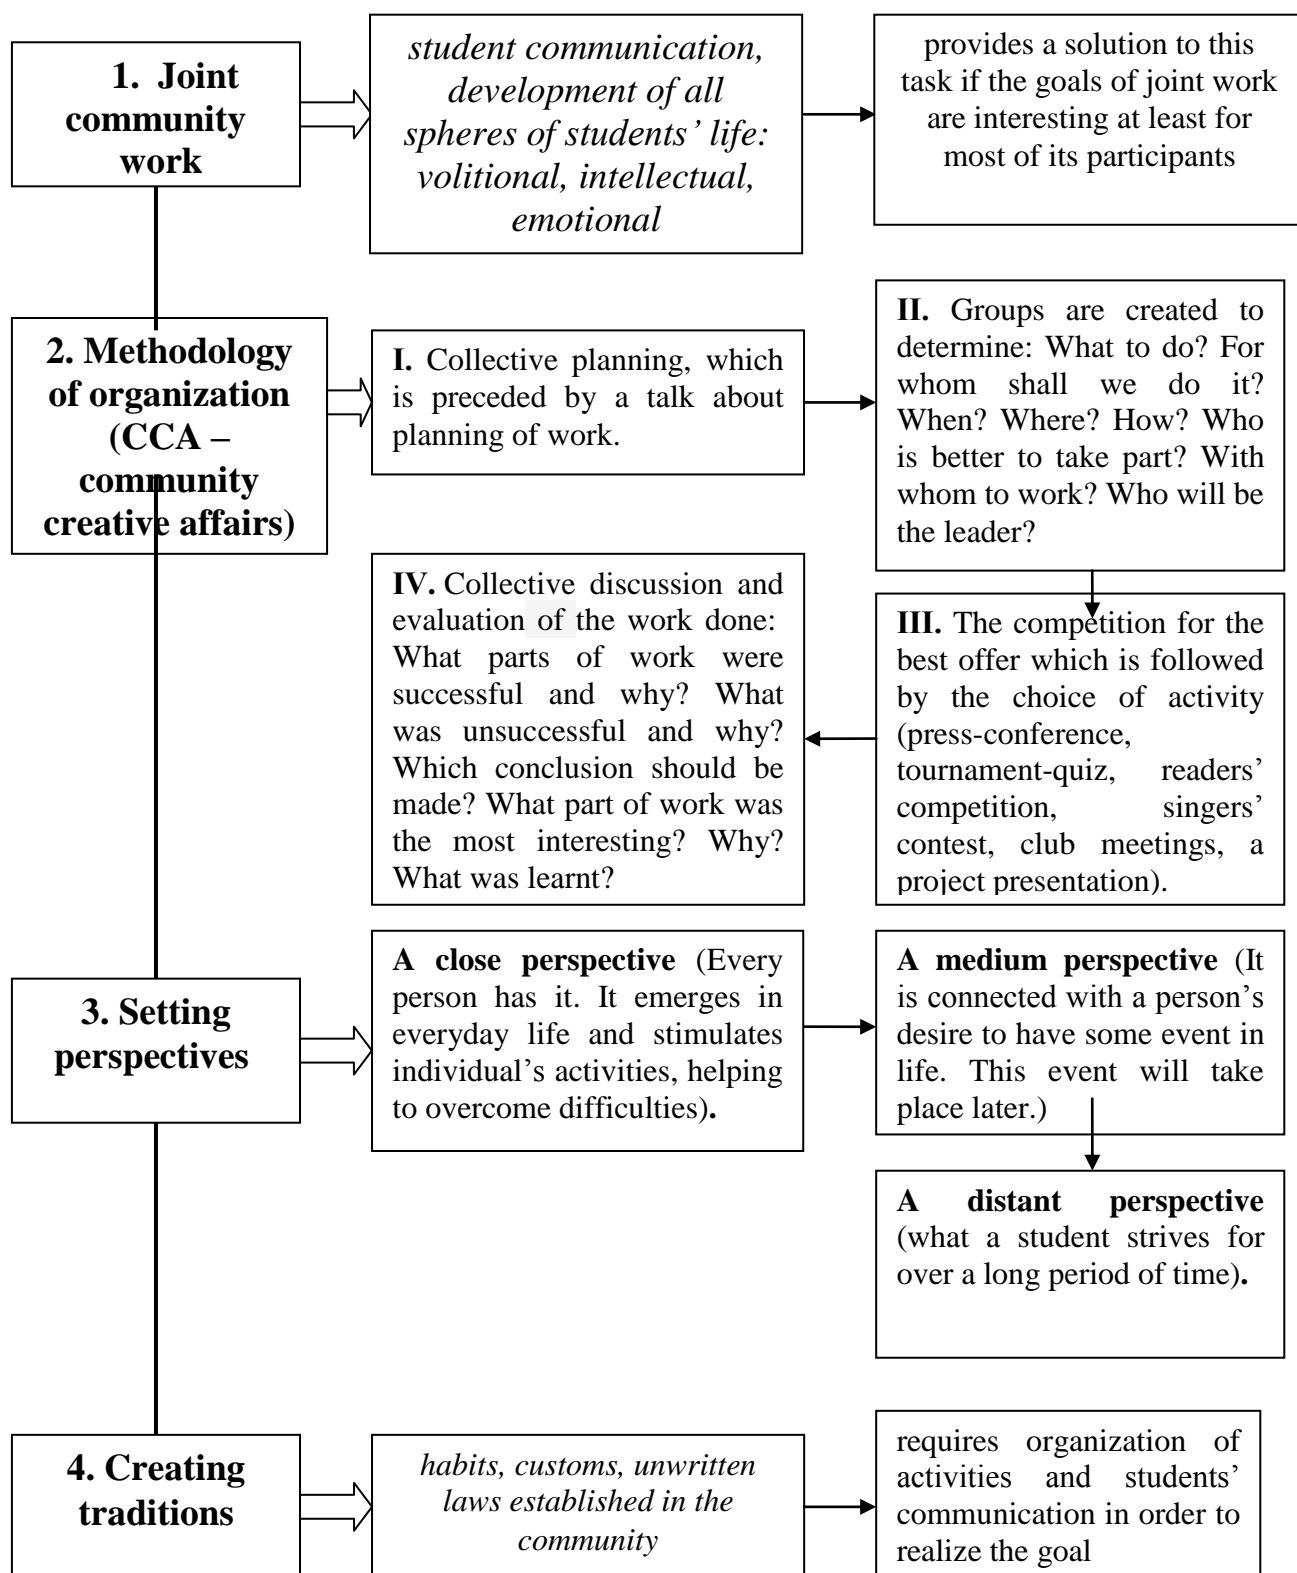 1. Joint
community
work
student communication,
development of all
spheres of students’ life:
volitional, intellectual,
emotional
provides a solution to this
task if the goals of joint work
are interesting at least for
most of its participants
2. Methodology
of organization
(CCA –
community
creative affairs)
I. Collective planning, which
is preceded by a talk about
planning of work.
II. Groups are created to
determine: What to do? For
whom shall we do it?
When? Where? How? Who
is better to take part? With
whom to work? Who will be
the leader?
III. The competition for the
best offer which is followed
by the choice of activity
(press-conference,
tournament-quiz, readers’
competition, singers’
contest, club meetings, a
project presentation).
IV. Collective discussion and
evaluation of the work done:
What parts of work were
successful and why? What
was unsuccessful and why?
Which conclusion should be
made? What part of work was
the most interesting? Why?
What was learnt?
3. Setting
perspectives
A close perspective (Every
person has it. It emerges in
everyday life and stimulates
individual’s activities, helping
to overcome difficulties).
A medium perspective (It
is connected with a person’s
desire to have some event in
life. This event will take
place later.)
A distant perspective
(what a student strives for
over a long period of time).
4. Creating
traditions
habits, customs, unwritten
laws established in the
community
requires organization of
activities and students’
communication in order to
realize the goal